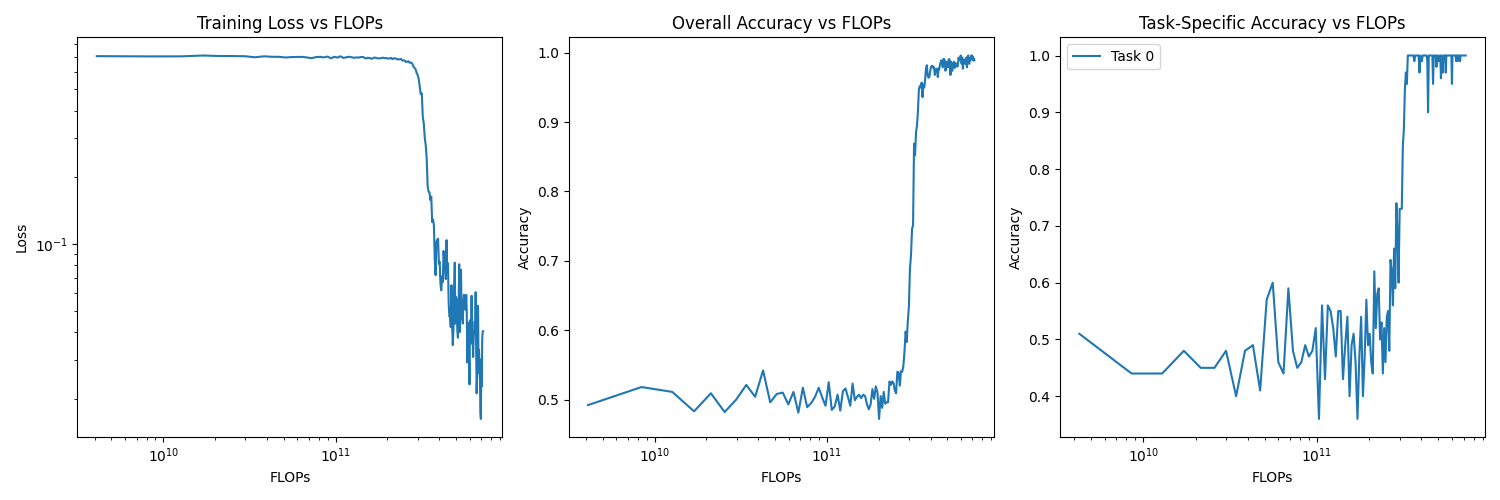 Training Loss vs FLOPs
Loss
10⁻¹
10¹⁰
10¹¹
FLOPs
Overall Accuracy vs FLOPs
Accuracy
1.0
0.9
0.8
0.7
0.6
0.5
10¹⁰
10¹¹
FLOPs
Task-Specific Accuracy vs FLOPs
Task 0
Accuracy
1.0
0.9
0.8
0.7
0.6
0.5
0.4
10¹⁰
10¹¹
FLOPs